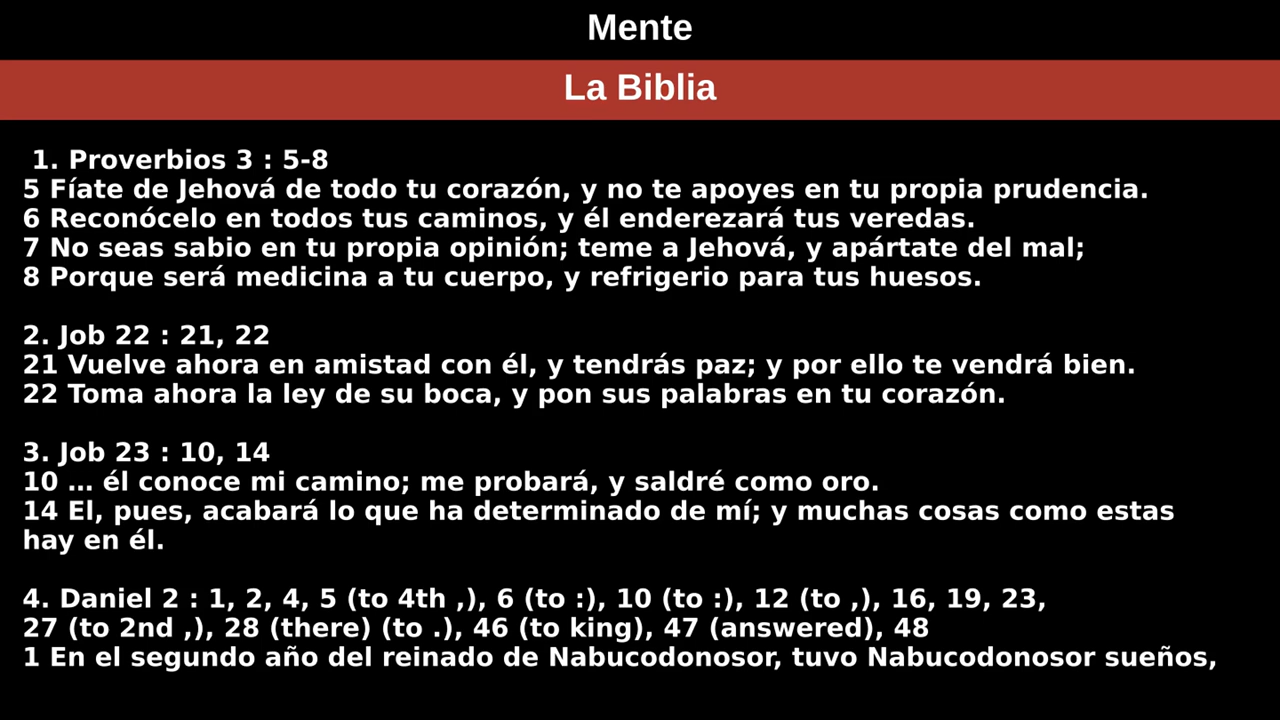 Mente
La Biblia
1. Proverbios 3 : 5-8
5 Fíate de Jehová de todo tu corazón, y no te apoyes en tu propia prudencia.
6 Reconócelo en todos tus caminos, y él enderezará tus veredas.
7 No seas sabio en tu propia opinión; teme a Jehová, y apártate del mal;
8 Porque será medicina a tu cuerpo, y refrigerio para tus huesos.
2. Job 22 : 21, 22
21 Vuelve ahora en amistad con él, y tendrás paz; y por ello te vendrá bien.
22 Toma ahora la ley de su boca, y pon sus palabras en tu corazón.
3. Job 23 : 10, 14
10 … él conoce mi camino; me probará, y saldré como oro.
14 El, pues, acabará lo que ha determinado de mí; y muchas cosas como estas
hay en él.
4. Daniel 2 : 1, 2, 4, 5 (to 4th ,), 6 (to :), 10 (to :), 12 (to ,), 16, 19, 23,
27 (to 2nd ,), 28 (there) (to .), 46 (to king), 47 (answered), 48
1 En el segundo año del reinado de Nabucodonosor, tuvo Nabucodonosor sueños,